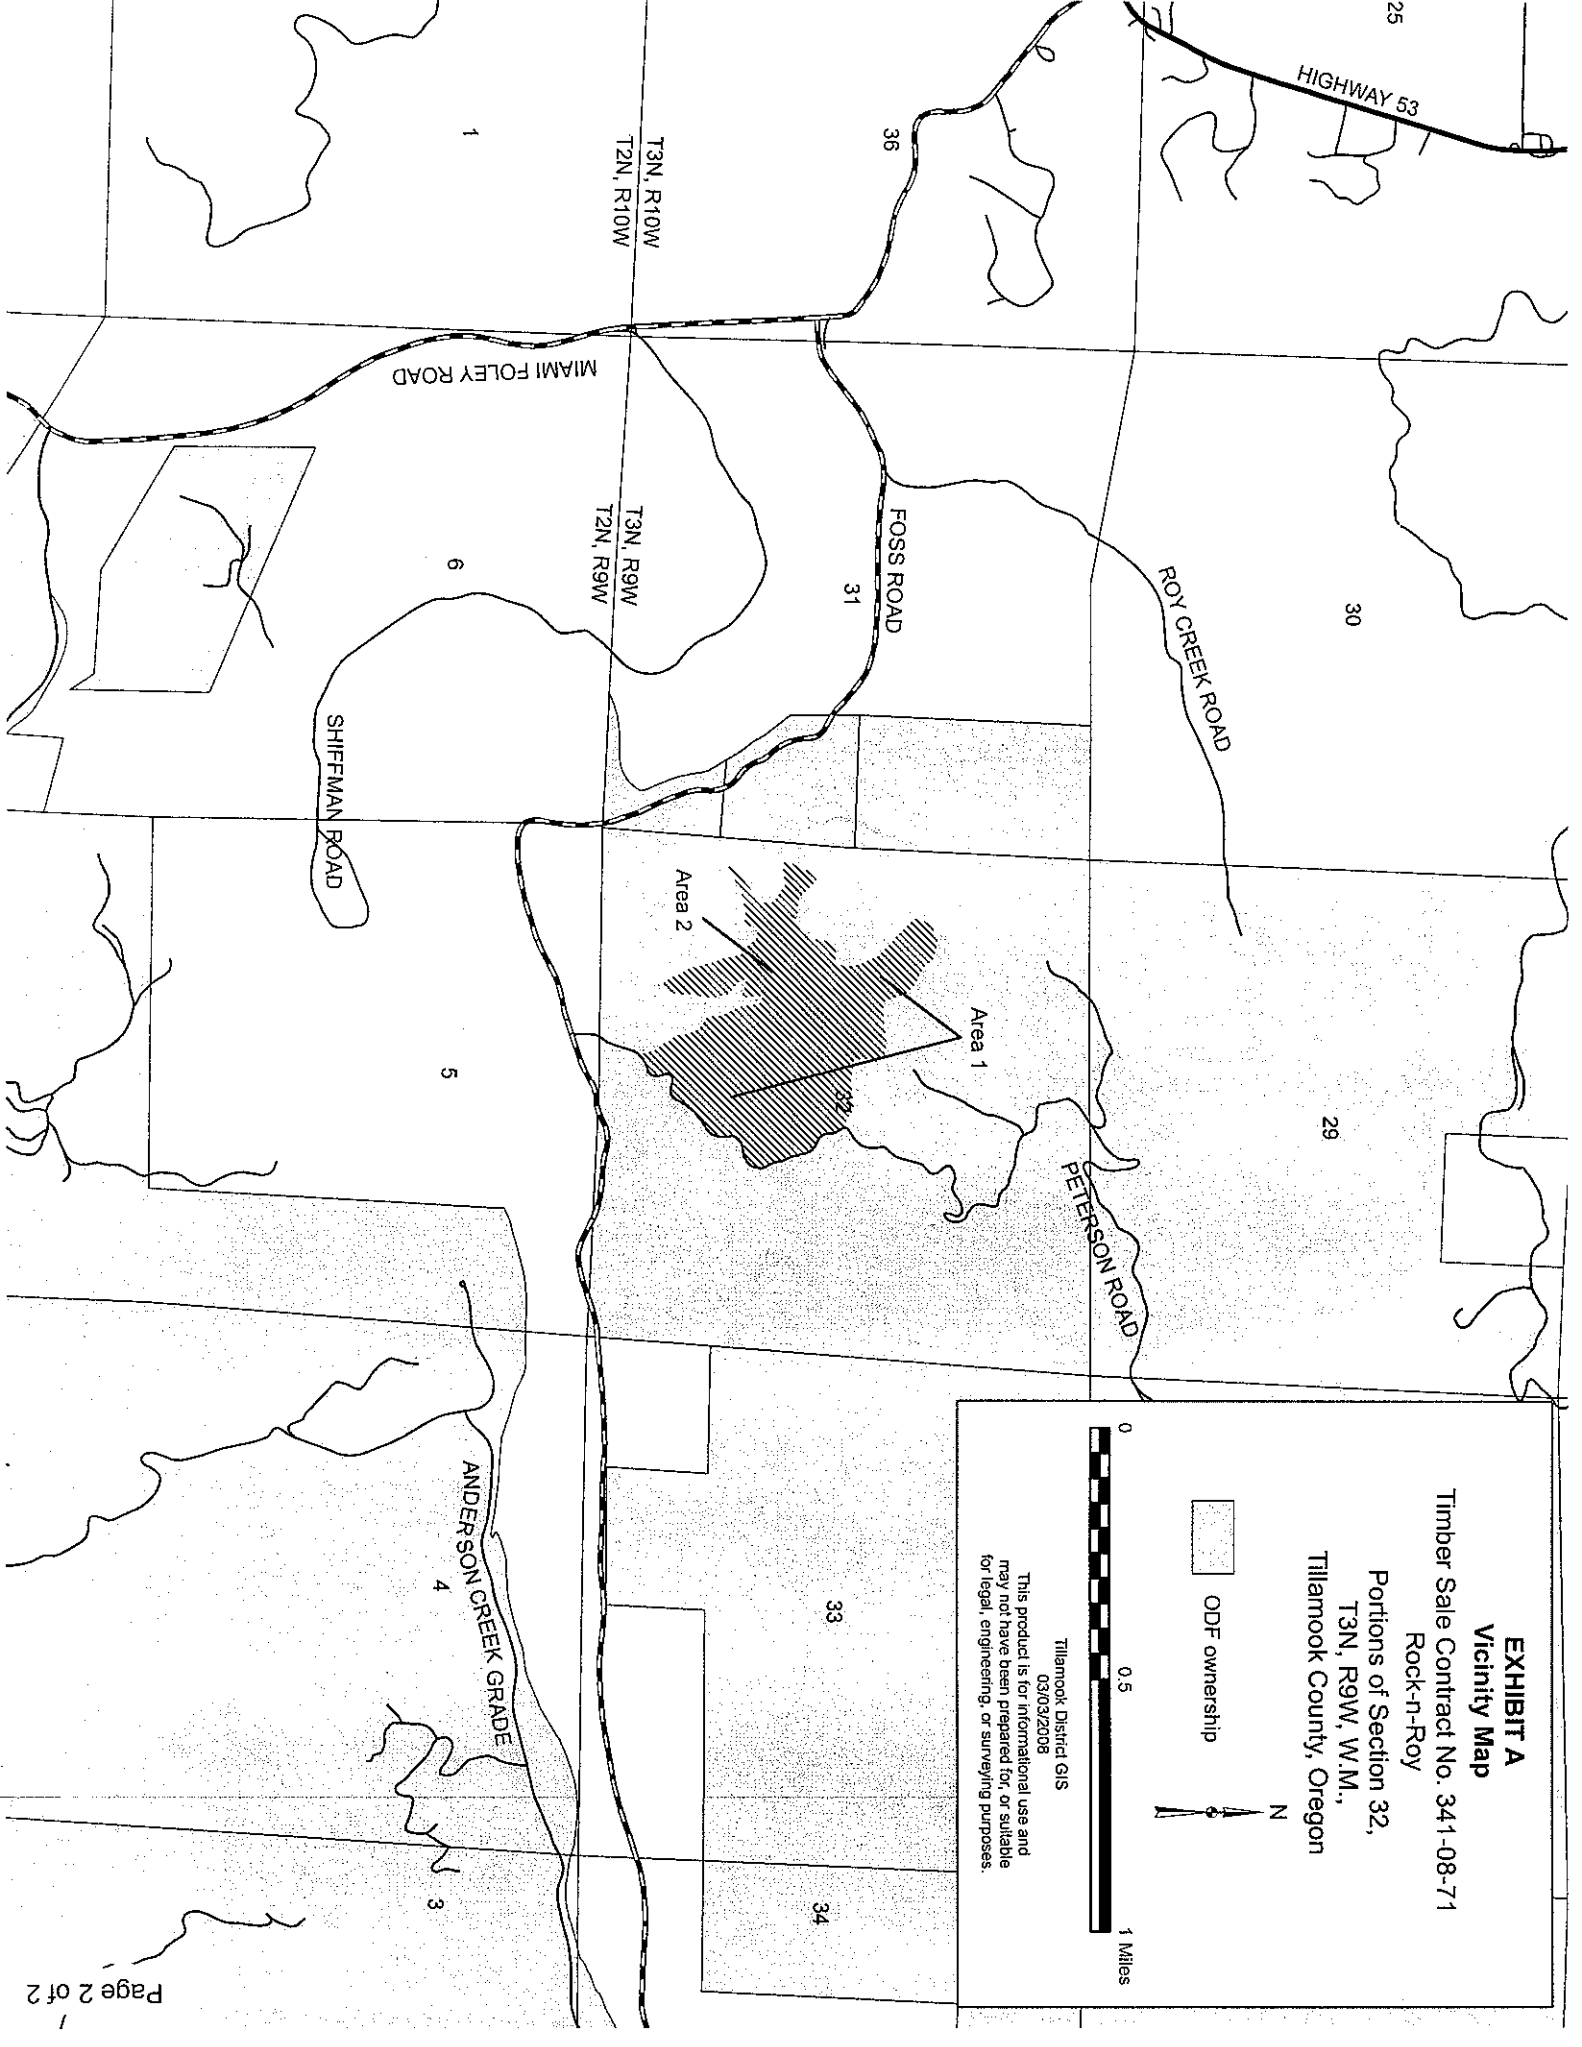 EXHIBIT A
Vicinity Map
Timber Sale Contract No. 341-08-71
Rock-n-Roy
Portions of Section 32,
T3N, R9W, W.M.,
Tillamook County, Oregon
ODF ownership
N
0 0.5 1 Miles
Tillamook District GIS
03/03/2008
This product is for informational use and
may not have been prepared for, or suitable
for legal, engineering, or surveying purposes.
25
HIGHWAY 53
30
29
ROY CREEK ROAD
PETERSON ROAD
36
31
FOSS ROAD
Area 1
32
Area 2
33
34
T3N, R10W
T2N, R10W
T3N, R9W
T2N, R9W
MIAMI FOLEY ROAD
1
6
5
4
3
SHIFFMAN ROAD
ANDERSON CREEK GRADE
Page 2 of 2